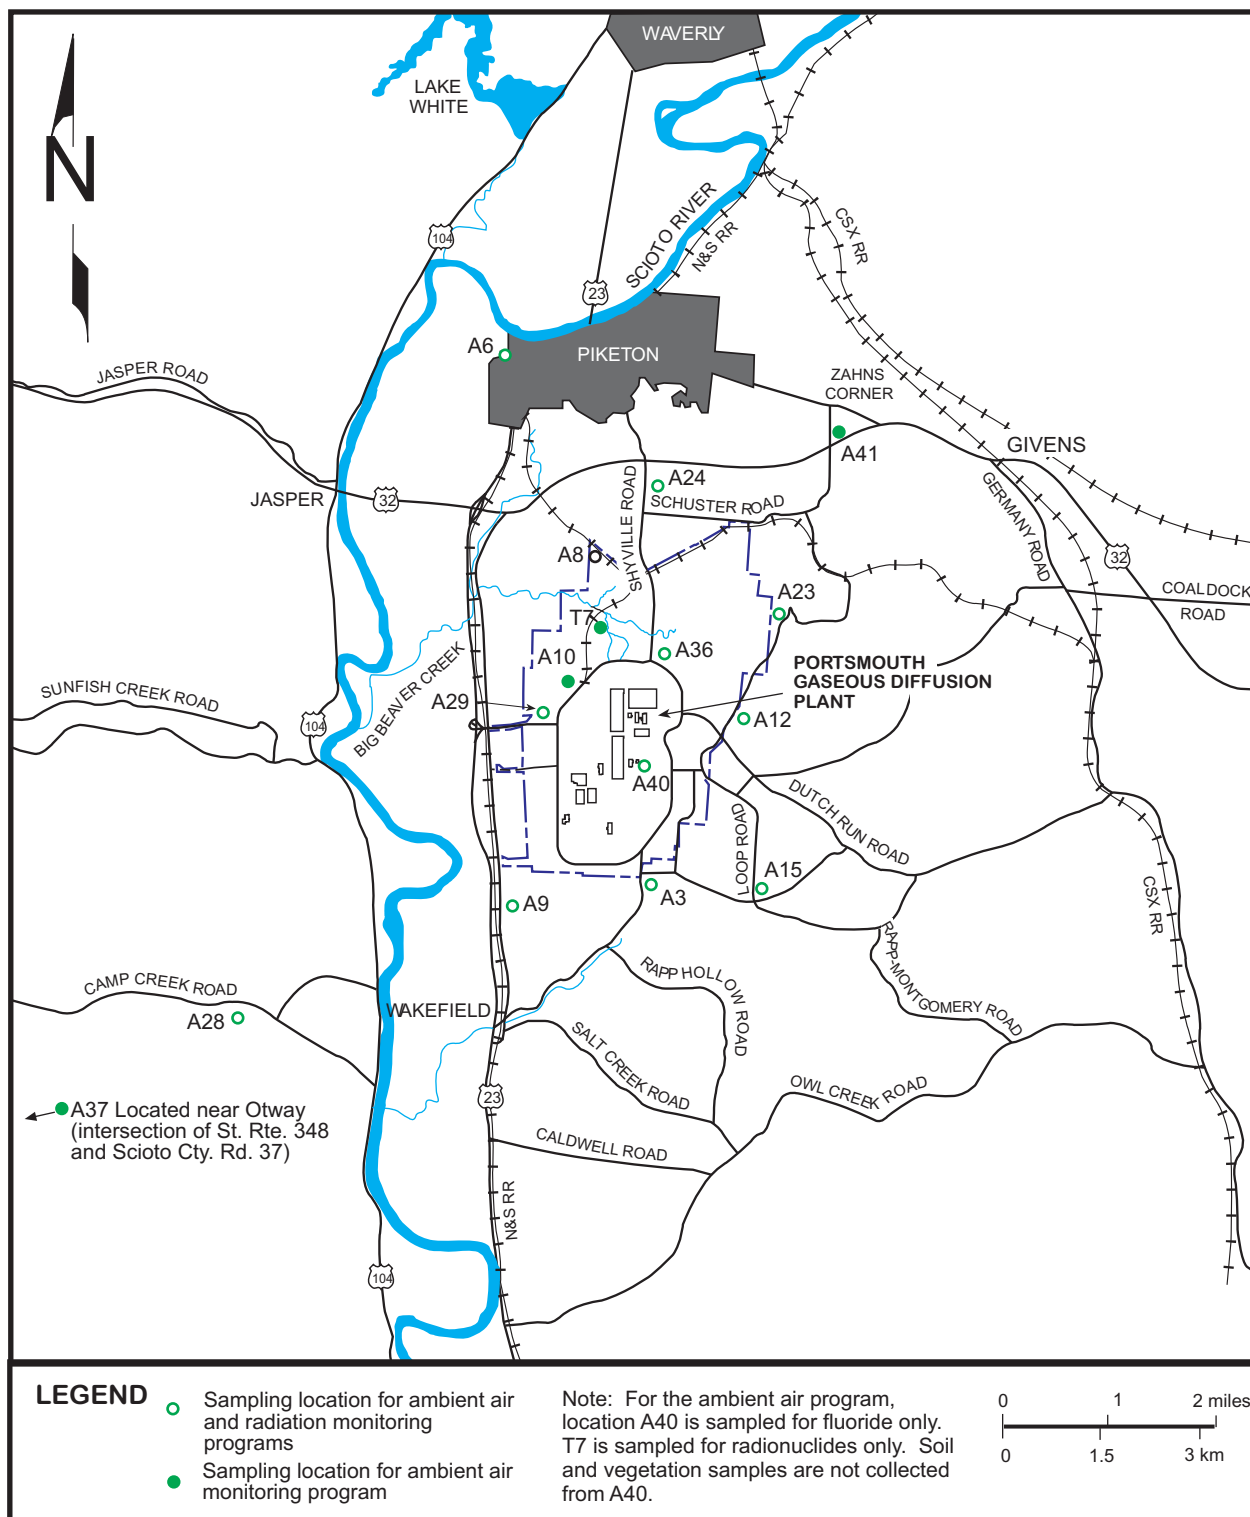 WAVERLY
LAKE
WHITE
N
104
SCIOTO RIVER
N&S RR
CSX RR
23
A6
PIKETON
JASPER ROAD
ZAHNS
CORNER
A41
GIVENS
A24
SCHUSTER ROAD
JASPER
32
SHYVILLE ROAD
GERMANY ROAD
A8
32
COALDOCK
ROAD
A23
T7
A36
A10
PORTSMOUTH
GASEOUS DIFFUSION
PLANT
SUNFISH CREEK ROAD
BIG BEAVER CREEK
A29
A12
104
A40
DUTCH RUN ROAD
LOOP ROAD
A15
A3
A9
CSX RR
RAPP-MONTGOMERY ROAD
RAPP HOLLOW ROAD
CAMP CREEK ROAD
A28
WAKEFIELD
SALT CREEK ROAD
OWL CREEK ROAD
23
A37 Located near Otway
(intersection of St. Rte. 348
and Scioto Cty. Rd. 37)
CALDWELL ROAD
N&S RR
104
LEGEND
Sampling location for ambient air
and radiation monitoring
programs
Sampling location for ambient air
monitoring program
Note: For the ambient air program,
location A40 is sampled for fluoride only.
T7 is sampled for radionuclides only. Soil
and vegetation samples are not collected
from A40.
0 1 2 miles
0 1.5 3 km